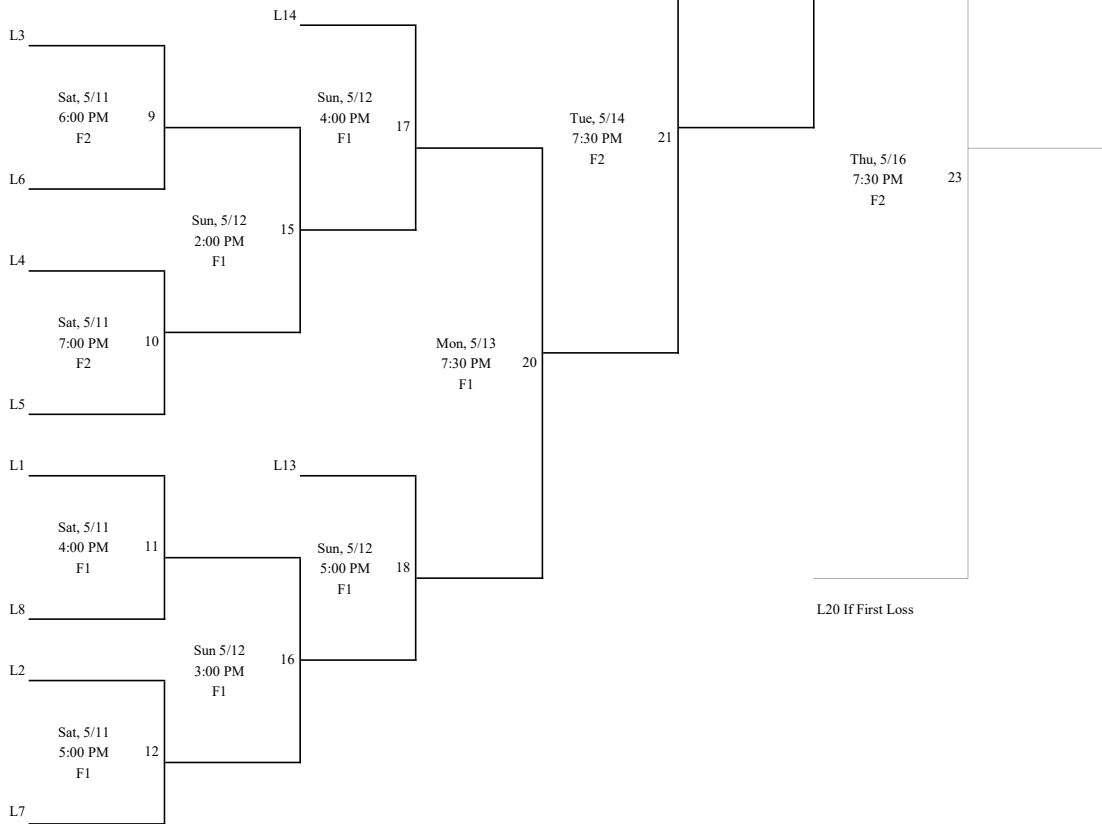 L14
L3
Sat, 5/11
6:00 PM
F2
9
L6
Sun, 5/12
4:00 PM
F1
17
Sun, 5/12
2:00 PM
F1
15
L4
Sat, 5/11
7:00 PM
F2
10
L5
Tue, 5/14
7:30 PM
F2
21
Thu, 5/16
7:30 PM
F2
23
Mon, 5/13
7:30 PM
F1
20
L1
Sat, 5/11
4:00 PM
F1
11
L8
L13
Sun, 5/12
5:00 PM
F1
18
Sun 5/12
3:00 PM
F1
16
L2
Sat, 5/11
5:00 PM
F1
12
L7
L20 If First Loss